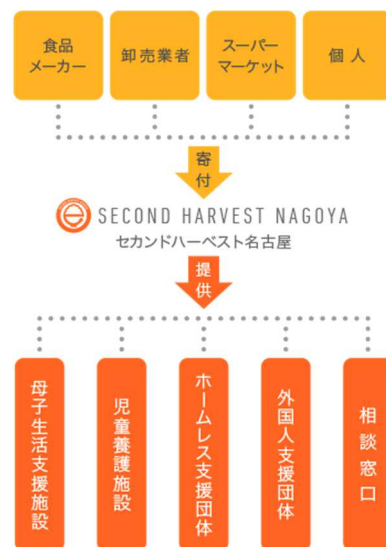 食品
メーカー
卸売業者
スーパー
マーケット
個人
寄付
SECOND HARVEST NAGOYA
セカンドハーベスト名古屋
提供
母子生活支援施設
児童養護施設
ホームレス支援団体
外国人支援団体
相談窓口